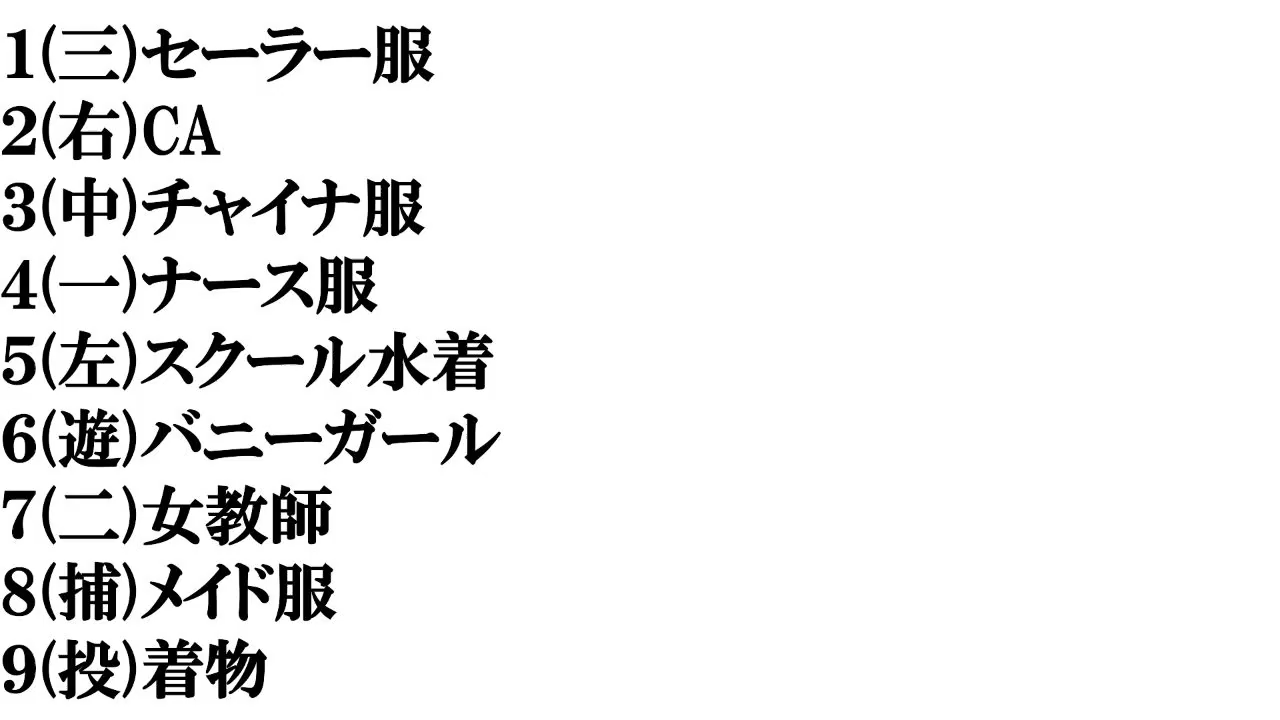 1(三)セーラー服
2(右)CA
3(中)チャイナ服
4(一)ナース服
5(左)スクール水着
6(遊)バニーガール
7(二)女教師
8(捕)メイド服
9(投)着物